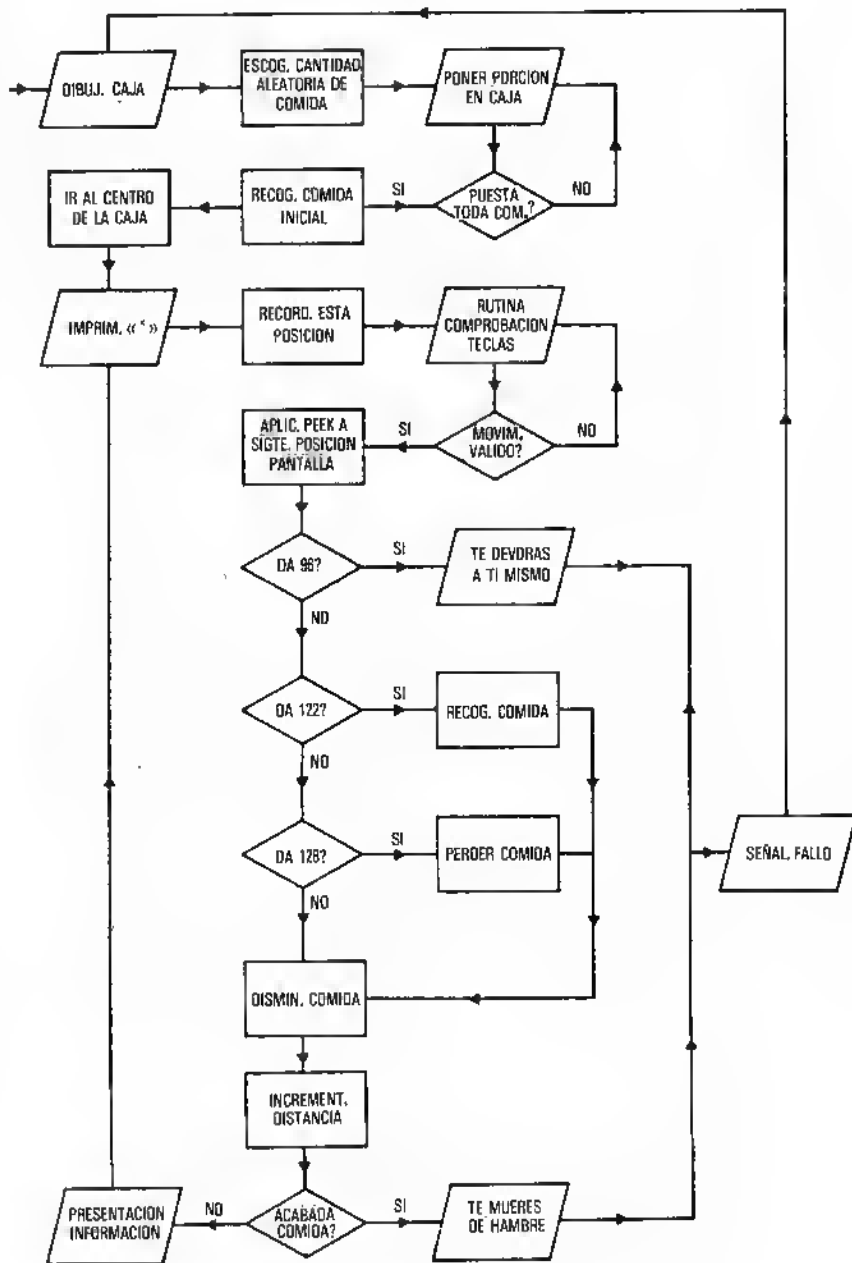 DIBUJ. CAJA
ESCOG. CANTIDAD
ALEATORIA DE
COMIDA
PONER PORCION
EN CAJA
IR AL CENTRO
DE LA CAJA
RECOG. COMIDA
INICIAL
SI
PUESTA
TODA COM.?
NO
IMPRIM. «*»
RECORD. ESTA
POSICION
RUTINA
COMPROBACION
TECLAS
APLIC. PEEK A
SIGTE. POSICION
PANTALLA
SI
MOVIM.
VALIDO?
NO
DA 96?
SI
TE DEVORAS
A TI MISMO
NO
DA 122?
SI
RECOG. COMIDA
NO
DA 128?
SI
PERDER COMIDA
SEÑAL. FALLO
NO
DISMIN. COMIDA
INCREMENT.
DISTANCIA
PRESENTACION
INFORMACION
NO
ACABADA
COMIDA?
SI
TE MUERES
DE HAMBRE